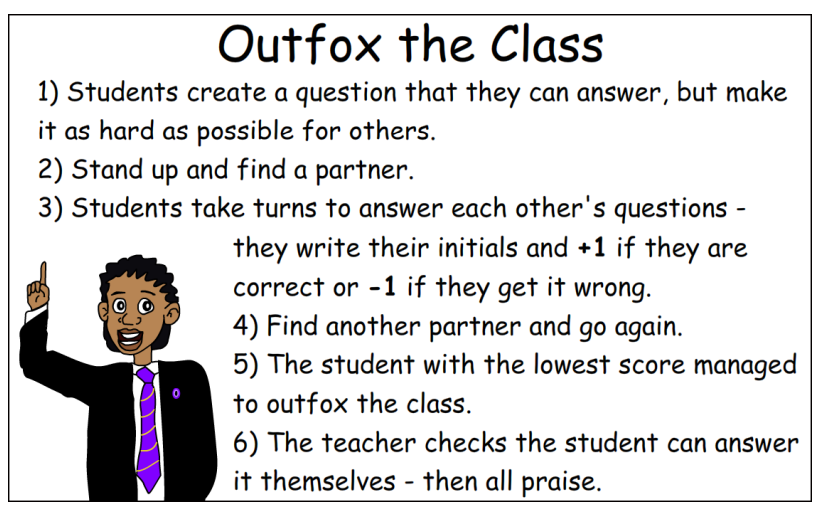 Outfox the Class
1) Students create a question that they can answer, but make
it as hard as possible for others.
2) Stand up and find a partner.
3) Students take turns to answer each other's questions -
they write their initials and +1 if they are
correct or -1 if they get it wrong.
4) Find another partner and go again.
5) The student with the lowest score managed
to outfox the class.
6) The teacher checks the student can answer
it themselves - then all praise.